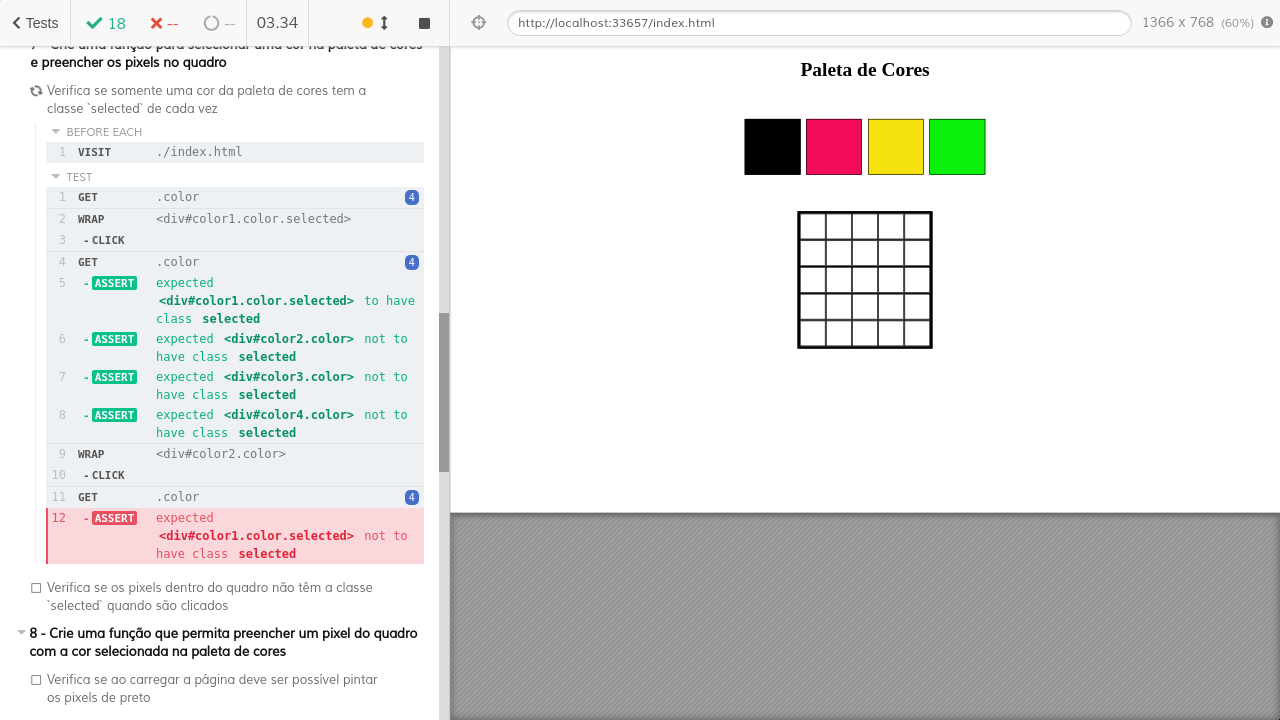 Tests
18
--
--
03.34
http://localhost:33657/index.html
1366 x 768 (60%)
7 - Crie uma função para selecionar uma cor na paleta de cores
e preencher os pixels no quadro
Verifica se somente uma cor da paleta de cores tem a
classe `selected` de cada vez
BEFORE EACH
1 VISIT ./index.html
TEST
1 GET .color 4
2 WRAP <div#color1.color.selected>
3 - CLICK
4 GET .color 4
5 - ASSERT expected
<div#color1.color.selected> to have
class selected
6 - ASSERT expected <div#color2.color> not to
have class selected
7 - ASSERT expected <div#color3.color> not to
have class selected
8 - ASSERT expected <div#color4.color> not to
have class selected
9 WRAP <div#color2.color>
10 - CLICK
11 GET .color 4
12 - ASSERT expected
<div#color1.color.selected> not to
have class selected
Verifica se os pixels dentro do quadro não têm a classe
`selected` quando são clicados
8 - Crie uma função que permita preencher um pixel do quadro
com a cor selecionada na paleta de cores
Verifica se ao carregar a página deve ser possível pintar
os pixels de preto
Paleta de Cores